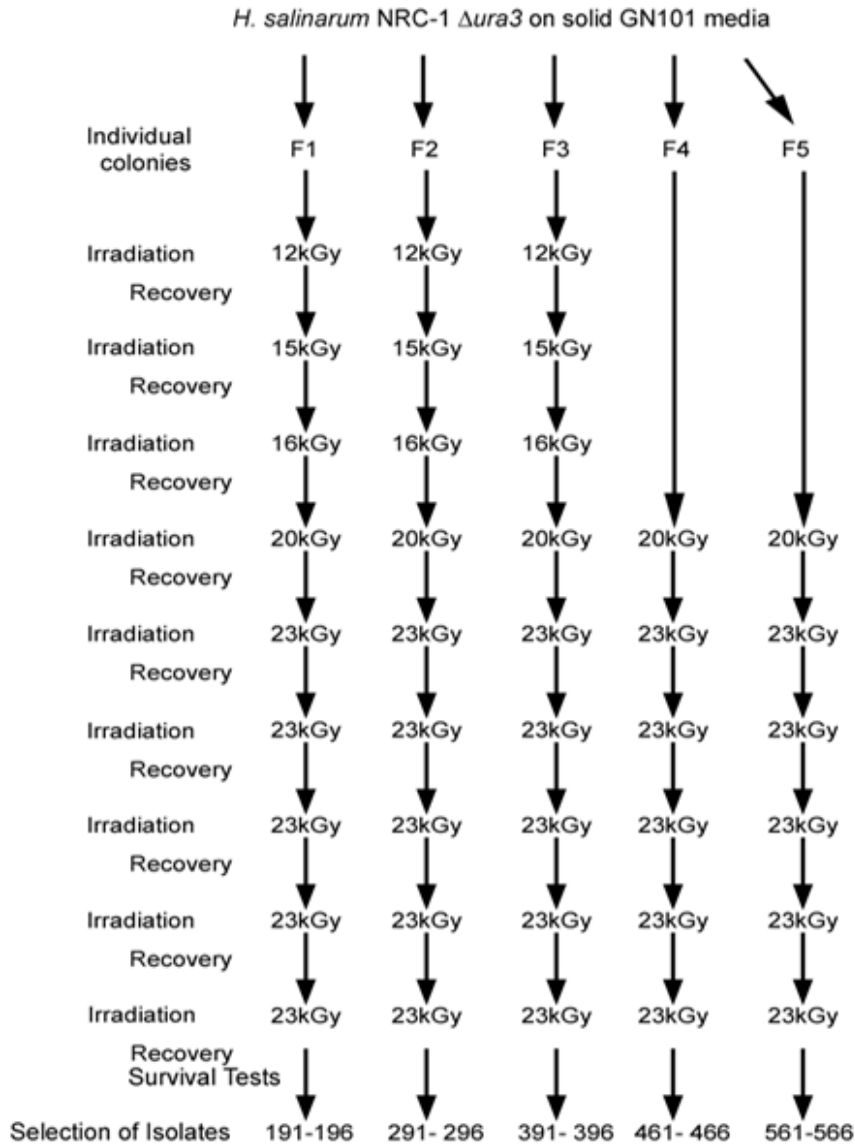 H. salinarum NRC-1 Δura3 on solid GN101 media
Individual
colonies
F1 F2 F3 F4 F5
Irradiation 12kGy 12kGy 12kGy
Recovery
Irradiation 15kGy 15kGy 15kGy
Recovery
Irradiation 16kGy 16kGy 16kGy
Recovery
Irradiation 20kGy 20kGy 20kGy 20kGy 20kGy
Recovery
Irradiation 23kGy 23kGy 23kGy 23kGy 23kGy
Recovery
Irradiation 23kGy 23kGy 23kGy 23kGy 23kGy
Recovery
Irradiation 23kGy 23kGy 23kGy 23kGy 23kGy
Recovery
Irradiation 23kGy 23kGy 23kGy 23kGy 23kGy
Recovery
Irradiation 23kGy 23kGy 23kGy 23kGy 23kGy
Recovery
Survival Tests
Selection of Isolates 191-196 291- 296 391- 396 461- 466 561-566